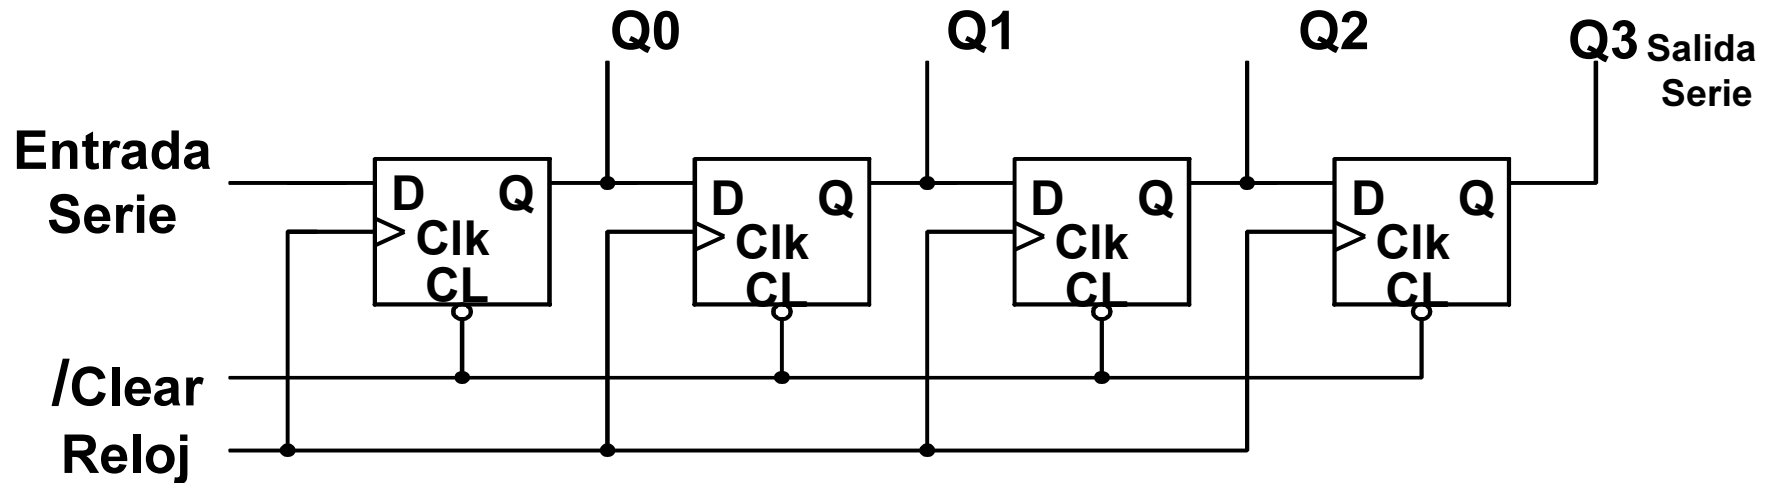 Q0 Q1 Q2 Q3 Salida
Serie
Entrada
Serie
D Q D Q D Q D Q
Clk Clk Clk Clk
CL CL CL CL
/Clear
Reloj